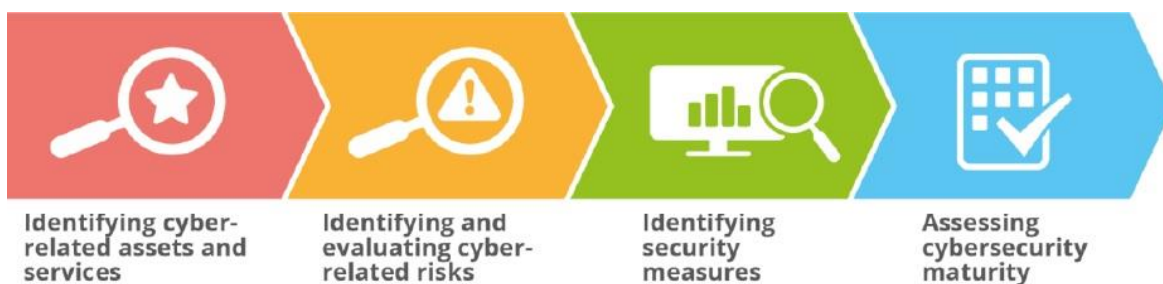 Identifying cyber-
related assets and
services
Identifying and
evaluating cyber-
related risks
Identifying
security
measures
Assessing
cybersecurity
maturity